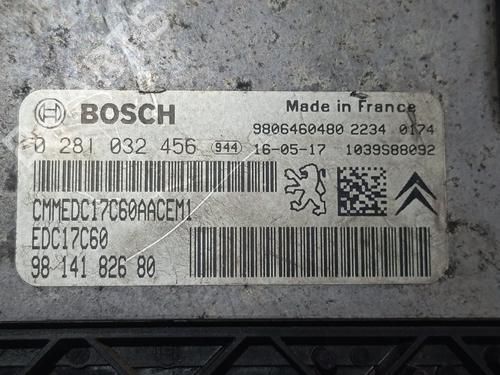 BOSCH
Made in France
9806460480 2234 0174
0 281 032 456 944 16-05-17 1039S88092
CMMEDC17C60AACEM1
EDC17C60
98 141 826 80